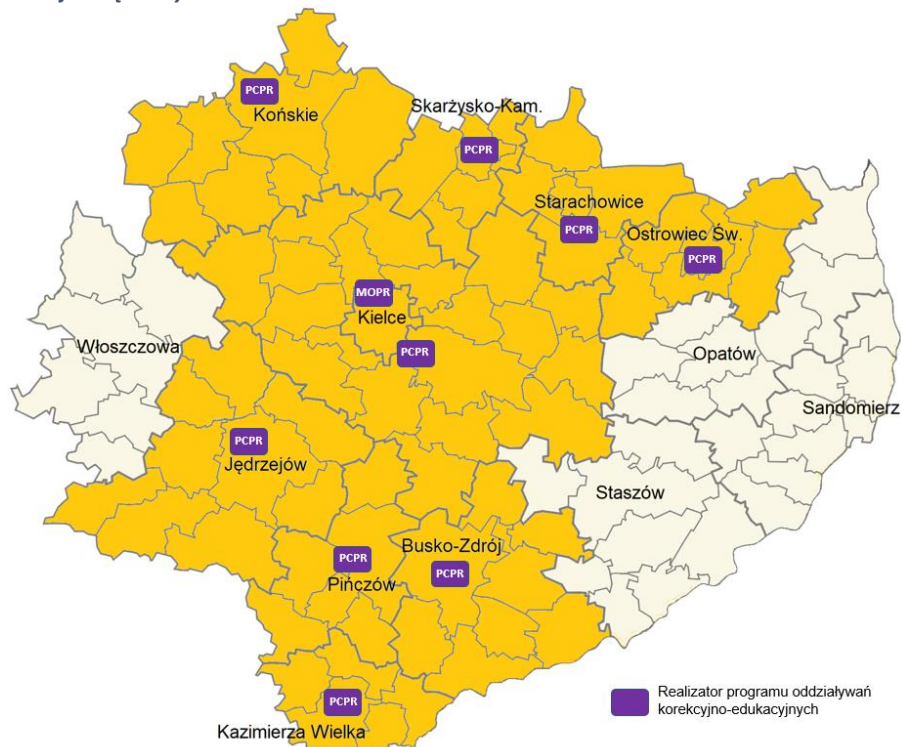 PCPR
Końskie
Skarżysko-Kam.
PCPR
Starachowice
PCPR
Ostrowiec Św.
PCPR
MOPR
Kielce
PCPR
Włoszczowa
Opatów
Sandomierz
PCPR
Jędrzejów
Staszów
Busko-Zdrój
PCPR
PCPR
Pińczów
PCPR
Kazimierza Wielka
Realizator programu oddziaływań
korekcyjno-edukacyjnych